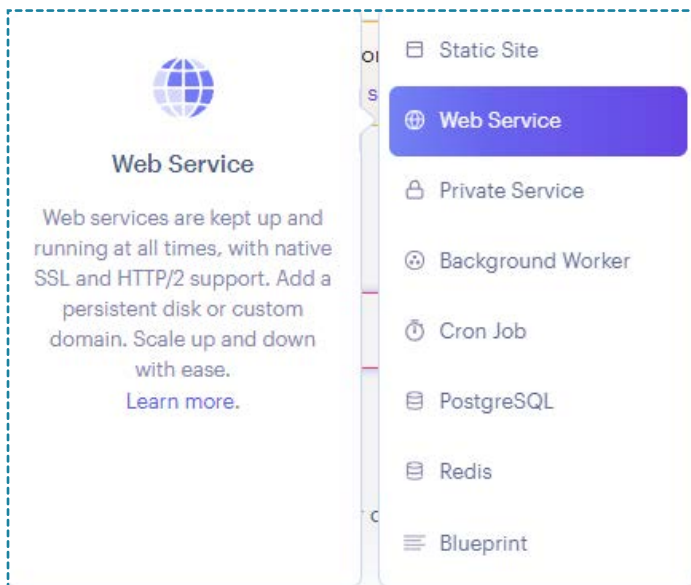 Web Service
Web services are kept up and
running at all times, with native
SSL and HTTP/2 support. Add a
persistent disk or custom
domain. Scale up and down
with ease.
Learn more.
Static Site
Web Service
Private Service
Background Worker
Cron Job
PostgreSQL
Redis
Blueprint